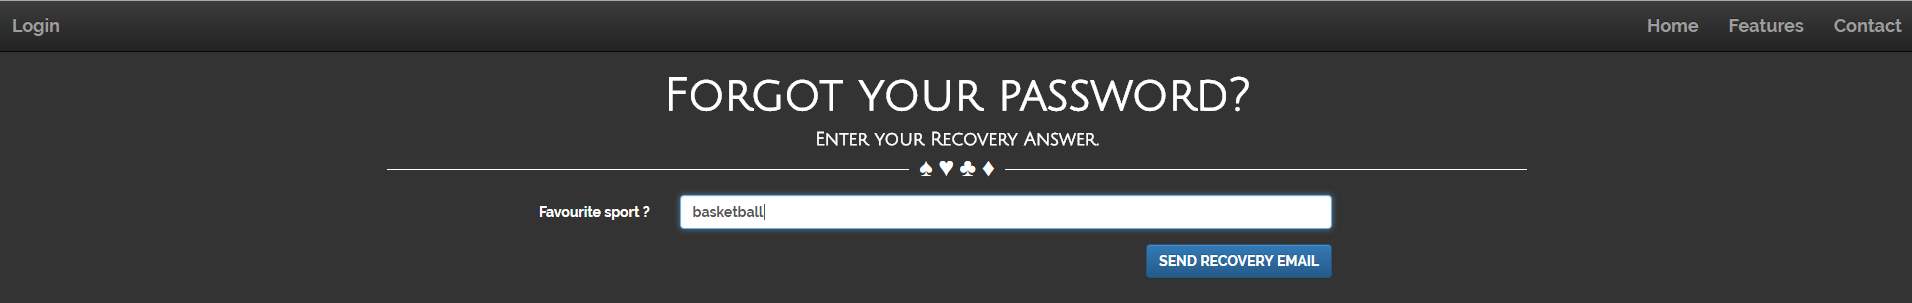 Login Home Features Contact
Forgot your password?
Enter your Recovery Answer.
♠ ♥ ♣ ♦
Favourite sport ? basketball
SEND RECOVERY EMAIL